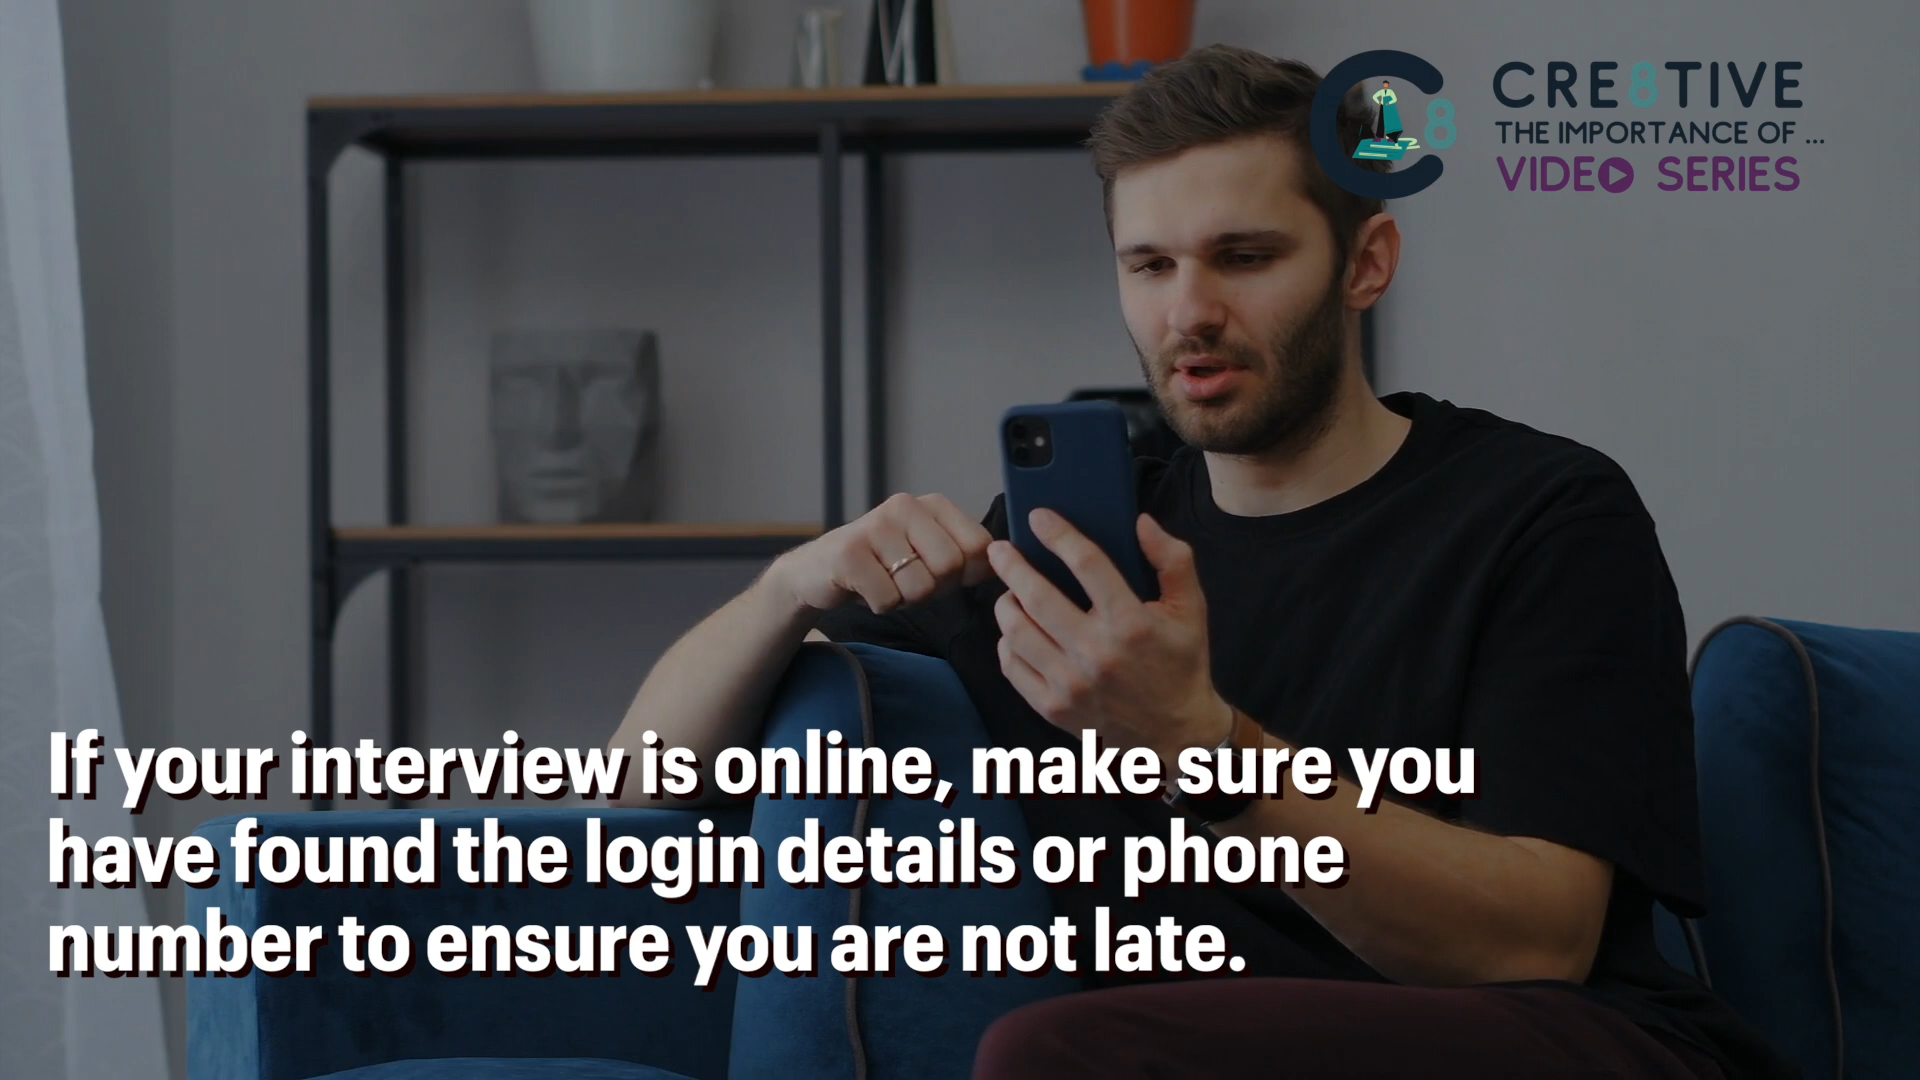 C8
CRE8TIVE
THE IMPORTANCE OF ...
VIDEO SERIES
If your interview is online, make sure you
have found the login details or phone
number to ensure you are not late.